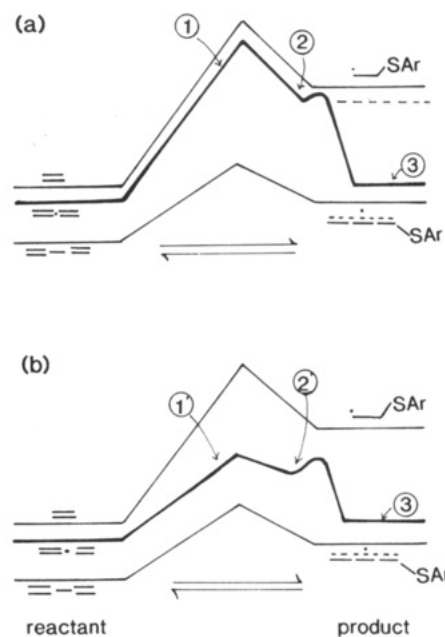 (a)
①
②
SAr
③
SAr
(b)
①'
②'
SAr
③
SAr
reactant
product